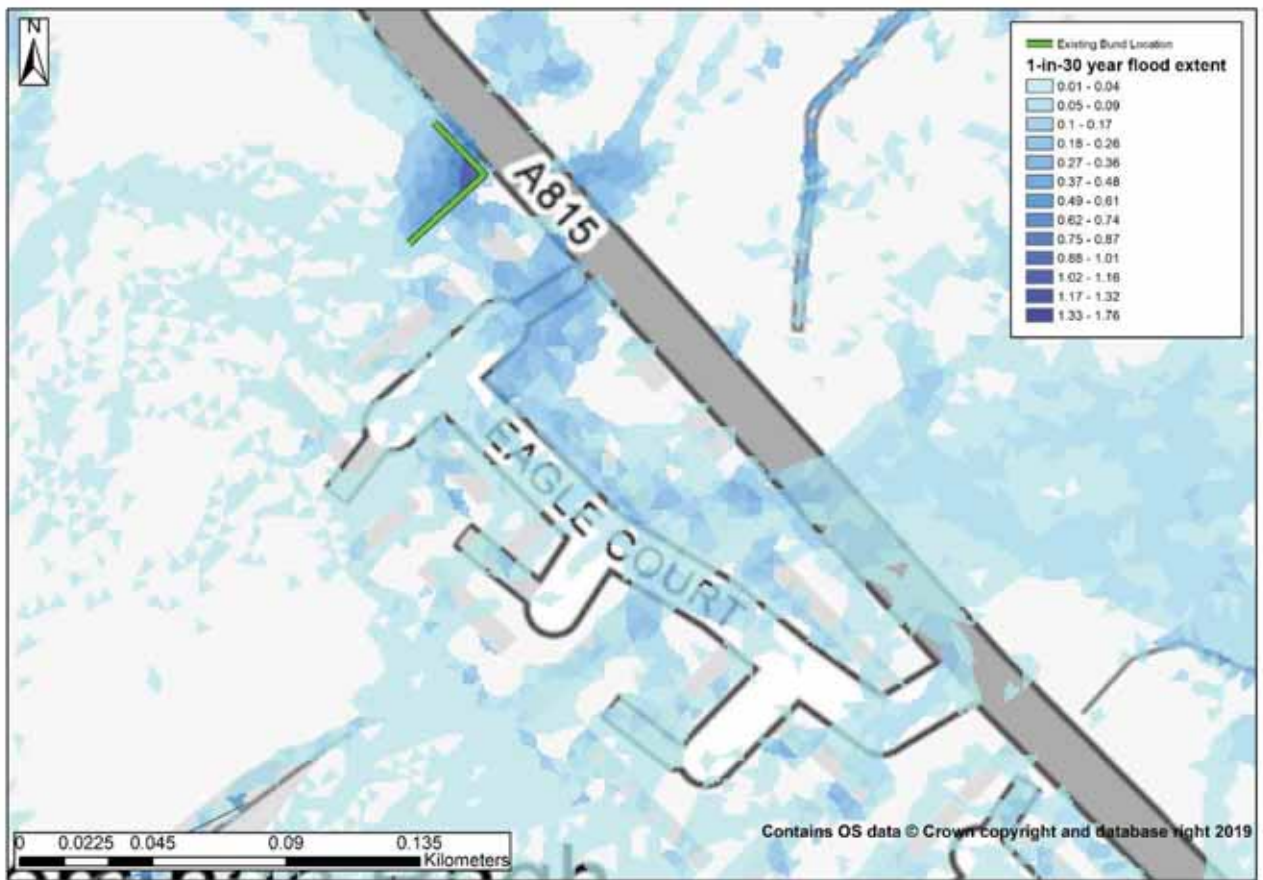 N
Existing Bund Location
1-in-30 year flood extent
0.01 - 0.04
0.05 - 0.09
0.1 - 0.17
0.18 - 0.26
0.27 - 0.36
0.37 - 0.48
0.49 - 0.61
0.62 - 0.74
0.75 - 0.87
0.88 - 1.01
1.02 - 1.16
1.17 - 1.32
1.33 - 1.76
A815
EAGLE COURT
0 0.0225 0.045 0.09 0.135
Kilometers
Contains OS data © Crown copyright and database right 2019